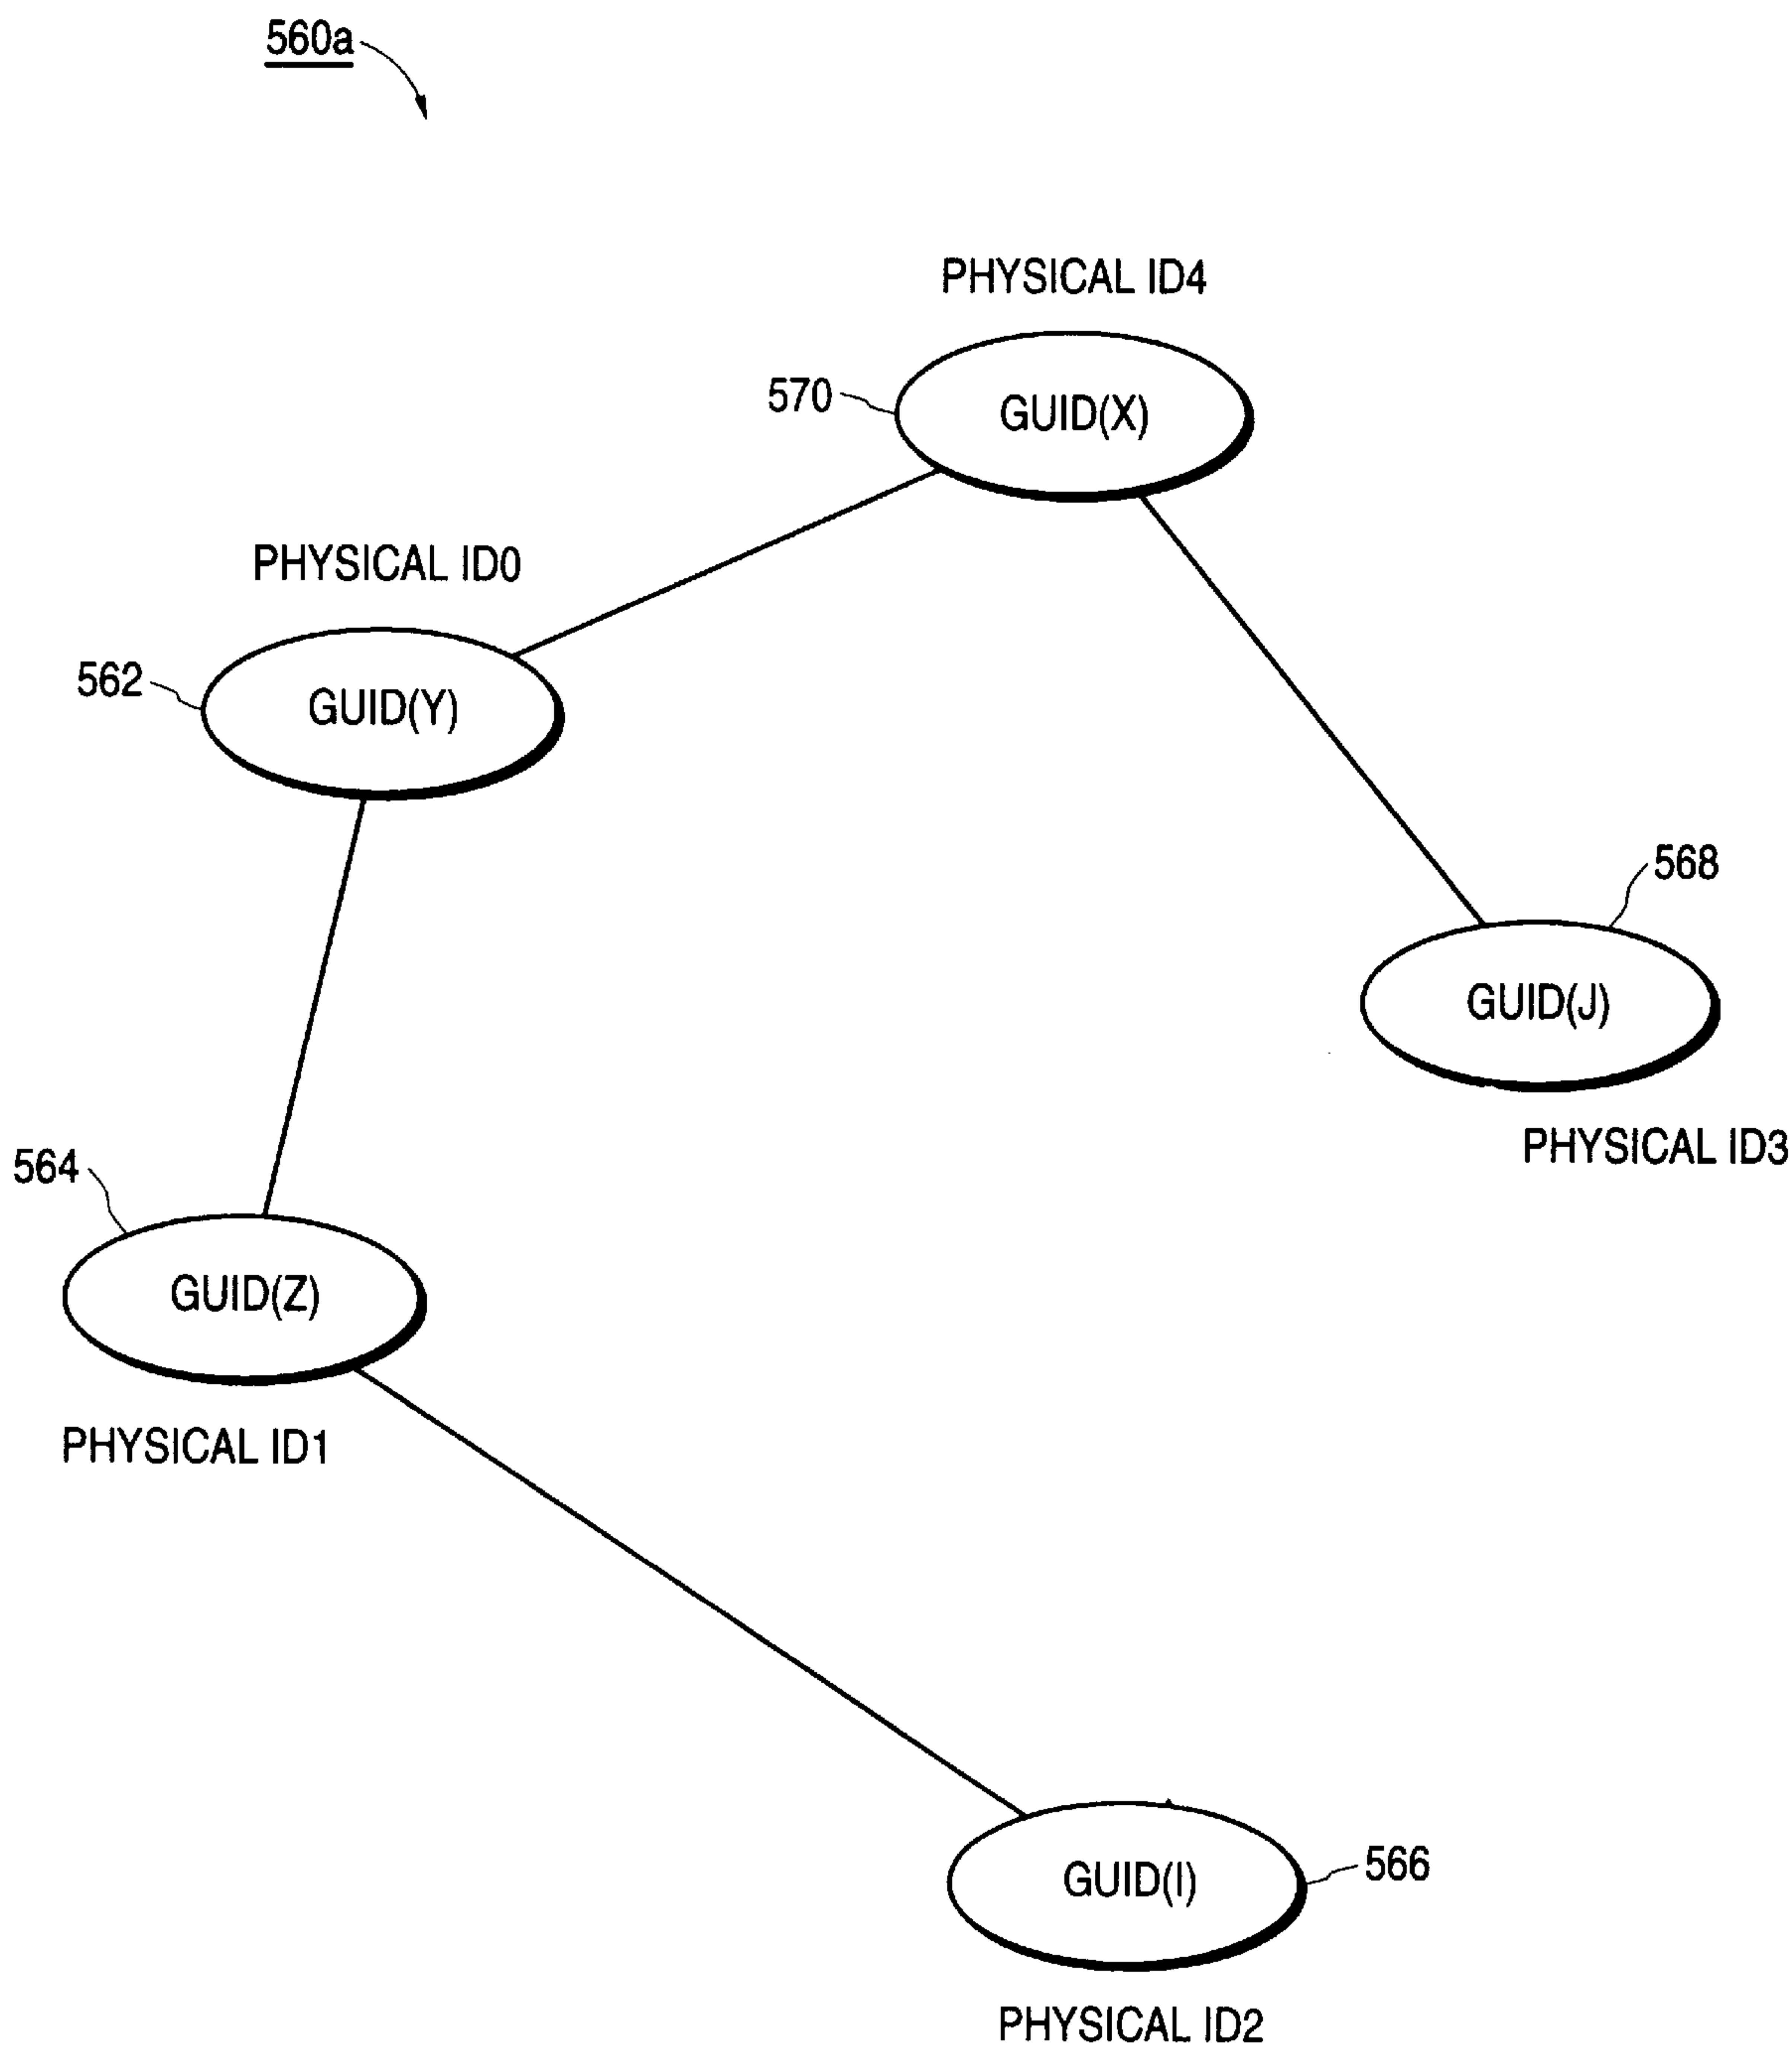 560a
PHYSICAL ID4
570
GUID(X)
PHYSICAL ID0
562
GUID(Y)
568
GUID(J)
PHYSICAL ID3
564
GUID(Z)
PHYSICAL ID1
GUID(I)
566
PHYSICAL ID2